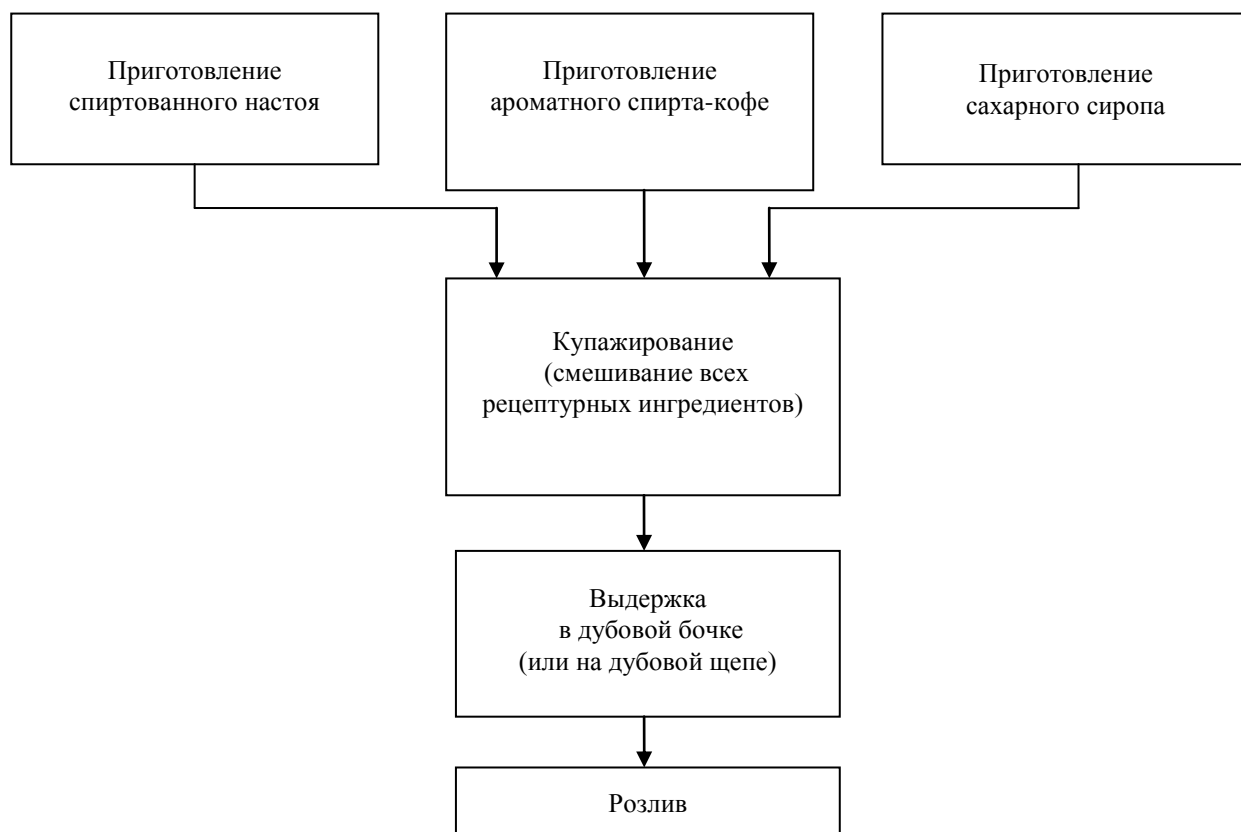 Приготовление
спиртованного настоя
Приготовление
ароматного спирта-кофе
Приготовление
сахарного сиропа
Купажирование
(смешивание всех
рецептурных ингредиентов)
Выдержка
в дубовой бочке
(или на дубовой щепе)
Розлив